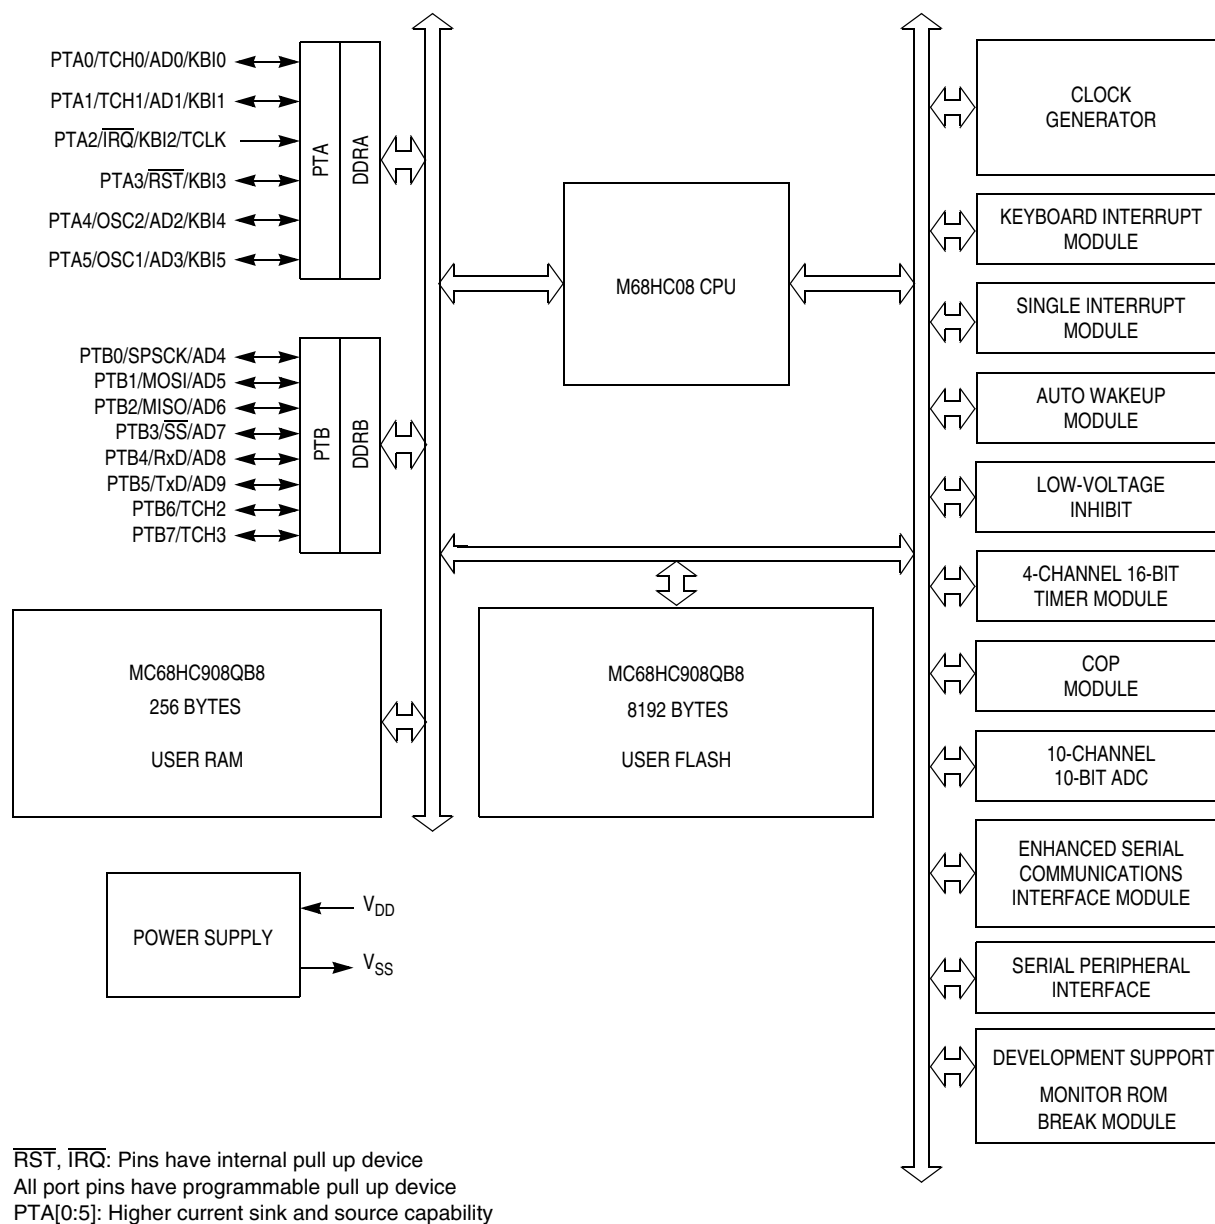 PTA0/TCH0/AD0/KBI0
PTA1/TCH1/AD1/KBI1
PTA2/I̅R̅Q̅/KBI2/TCLK
PTA3/R̅S̅T̅/KBI3
PTA4/OSC2/AD2/KBI4
PTA5/OSC1/AD3/KBI5
PTA
DDRA
PTB0/SPSCK/AD4
PTB1/MOSI/AD5
PTB2/MISO/AD6
PTB3/S̅S̅/AD7
PTB4/RxD/AD8
PTB5/TxD/AD9
PTB6/TCH2
PTB7/TCH3
PTB
DDRB
M68HC08 CPU
MC68HC908QB8
256 BYTES
USER RAM
MC68HC908QB8
8192 BYTES
USER FLASH
POWER SUPPLY
VDD
VSS
CLOCK
GENERATOR
KEYBOARD INTERRUPT
MODULE
SINGLE INTERRUPT
MODULE
AUTO WAKEUP
MODULE
LOW-VOLTAGE
INHIBIT
4-CHANNEL 16-BIT
TIMER MODULE
COP
MODULE
10-CHANNEL
10-BIT ADC
ENHANCED SERIAL
COMMUNICATIONS
INTERFACE MODULE
SERIAL PERIPHERAL
INTERFACE
DEVELOPMENT SUPPORT
MONITOR ROM
BREAK MODULE
R̅S̅T̅, I̅R̅Q̅: Pins have internal pull up device
All port pins have programmable pull up device
PTA[0:5]: Higher current sink and source capability